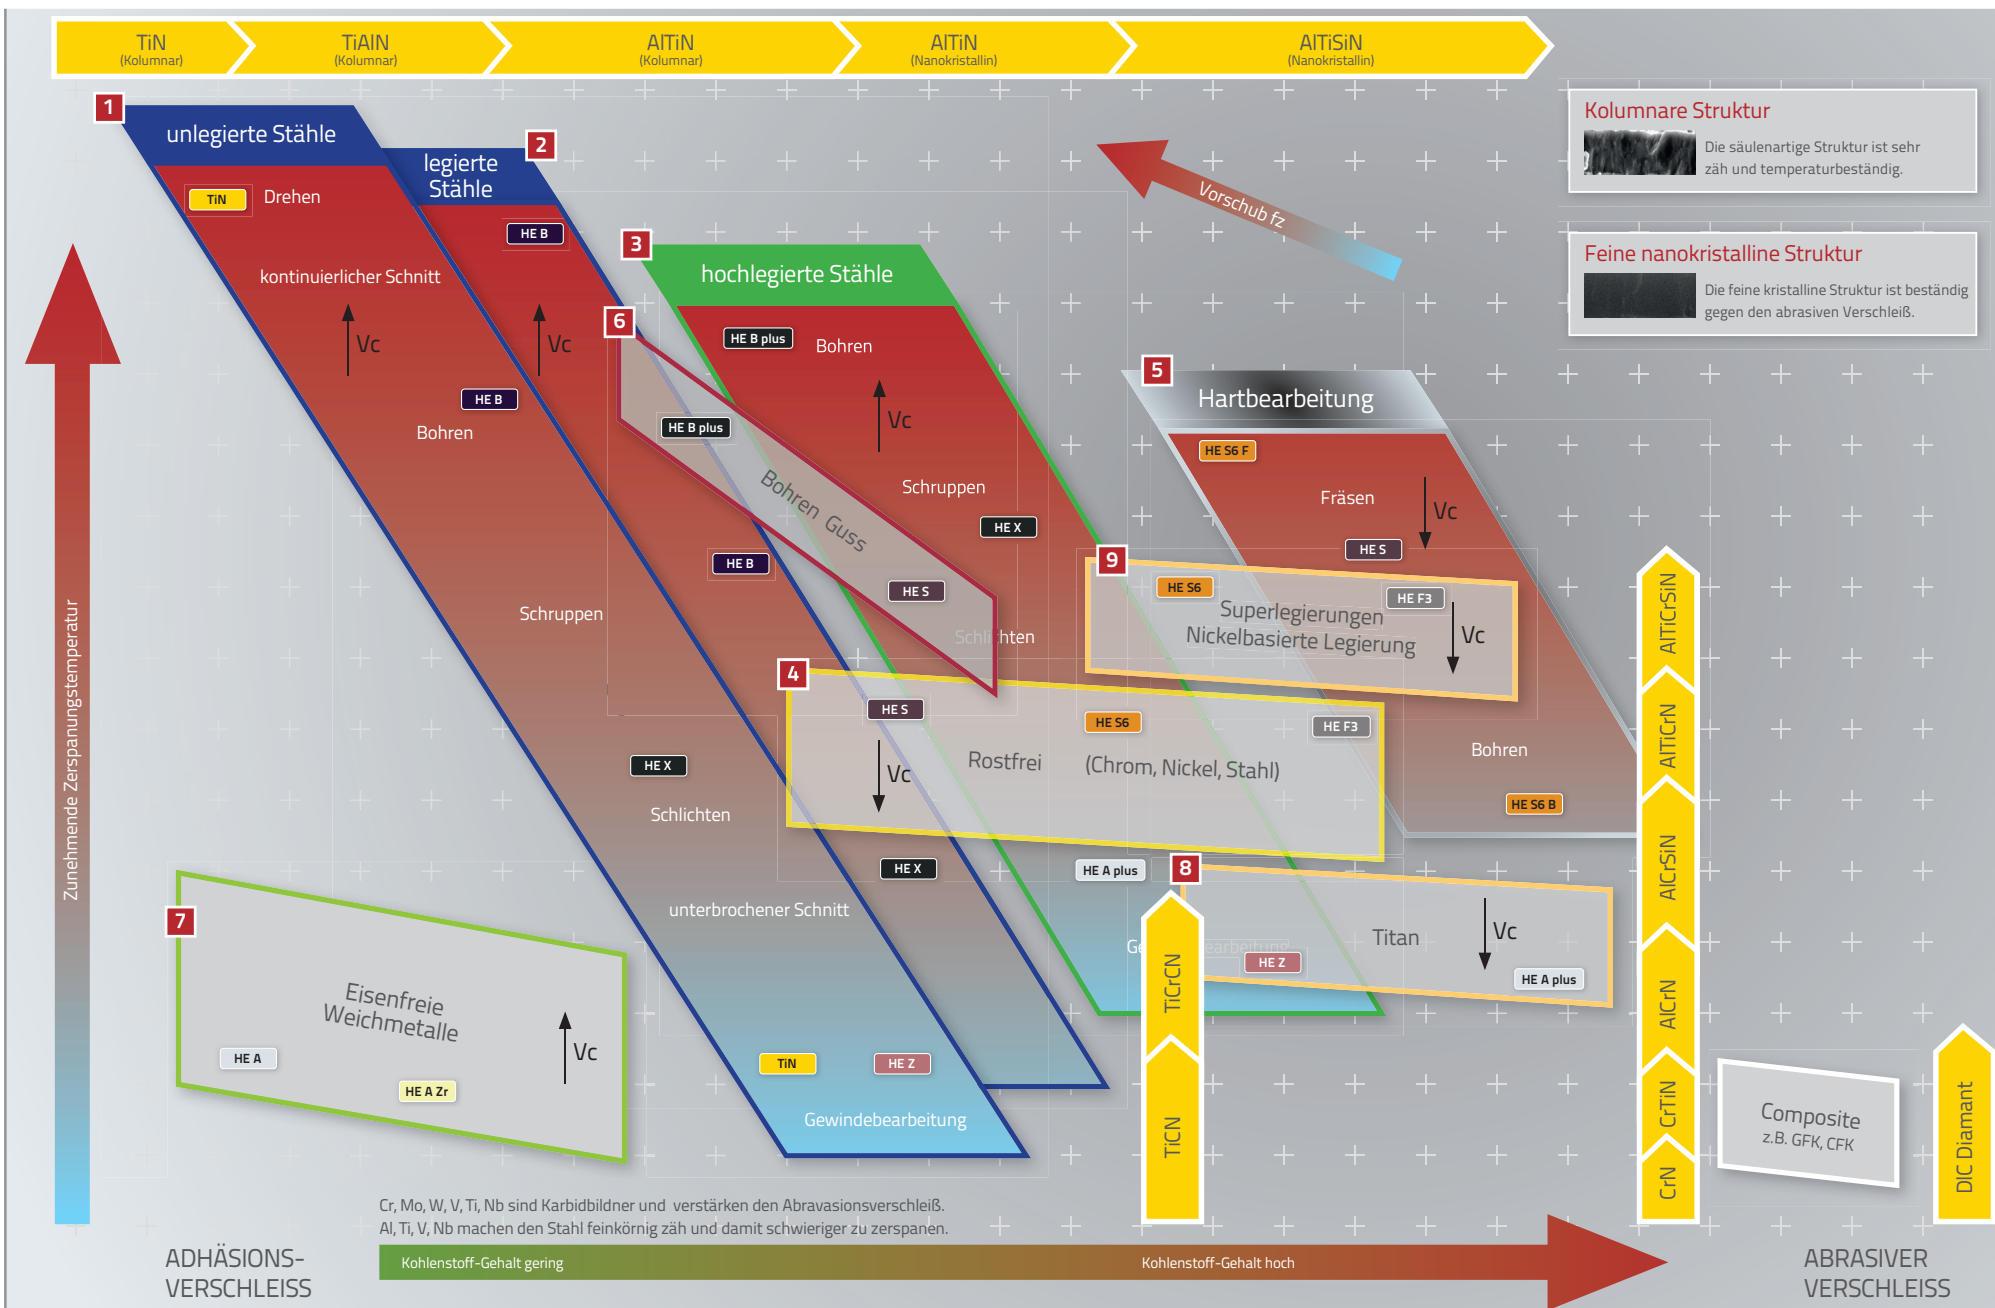 TiN
(Kolumnar)
TiAlN
(Kolumnar)
AlTiN
(Kolumnar)
AlTiN
(Nanokristallin)
AlTiSiN
(Nanokristallin)
1
unlegierte Stähle
2
legierte
Stähle
TiN
Drehen
HE B
kontinuierlicher Schnitt
Vc
Vc
HE B
Bohren
3
hochlegierte Stähle
6
HE B plus
Bohren
HE B plus
Vc
Bohren Guss
Schruppen
HE X
HE B
HE S
Schruppen
Schlichten
Vorschub fz
Kolumnare Struktur
Die säulenartige Struktur ist sehr
zäh und temperaturbeständig.
Feine nanokristalline Struktur
Die feine kristalline Struktur ist beständig
gegen den abrasiven Verschleiß.
5
Hartbearbeitung
HE S6 F
Fräsen
Vc
HE S
9
HE S6
HE F3
Superlegierungen
Nickelbasierte Legierung
Vc
4
HE S
HE S6
HE F3
Vc
Rostfrei (Chrom, Nickel, Stahl)
Bohren
HE S6 B
HE X
Schlichten
HE X
HE A plus
unterbrochener Schnitt
8
Titan
Vc
HE Z
HE A plus
7
Eisenfreie
Weichmetalle
Vc
HE A
HE A Zr
TiN
HE Z
Gewindebearbeitung
TiCrCN
TiCN
AlTiCrSiN
AlTiCrN
AlCrSiN
AlCrN
CrTiN
CrN
Composite
z.B. GFK, CFK
DIC Diamant
Zunehmende Zerspanungstemperatur
Cr, Mo, W, V, Ti, Nb sind Karbidbildner und verstärken den Abravasionsverschleiß.
Al, Ti, V, Nb machen den Stahl feinkörnig zäh und damit schwieriger zu zerspanen.
ADHÄSIONS-
VERSCHLEISS
Kohlenstoff-Gehalt gering
Kohlenstoff-Gehalt hoch
ABRASIVER
VERSCHLEISS